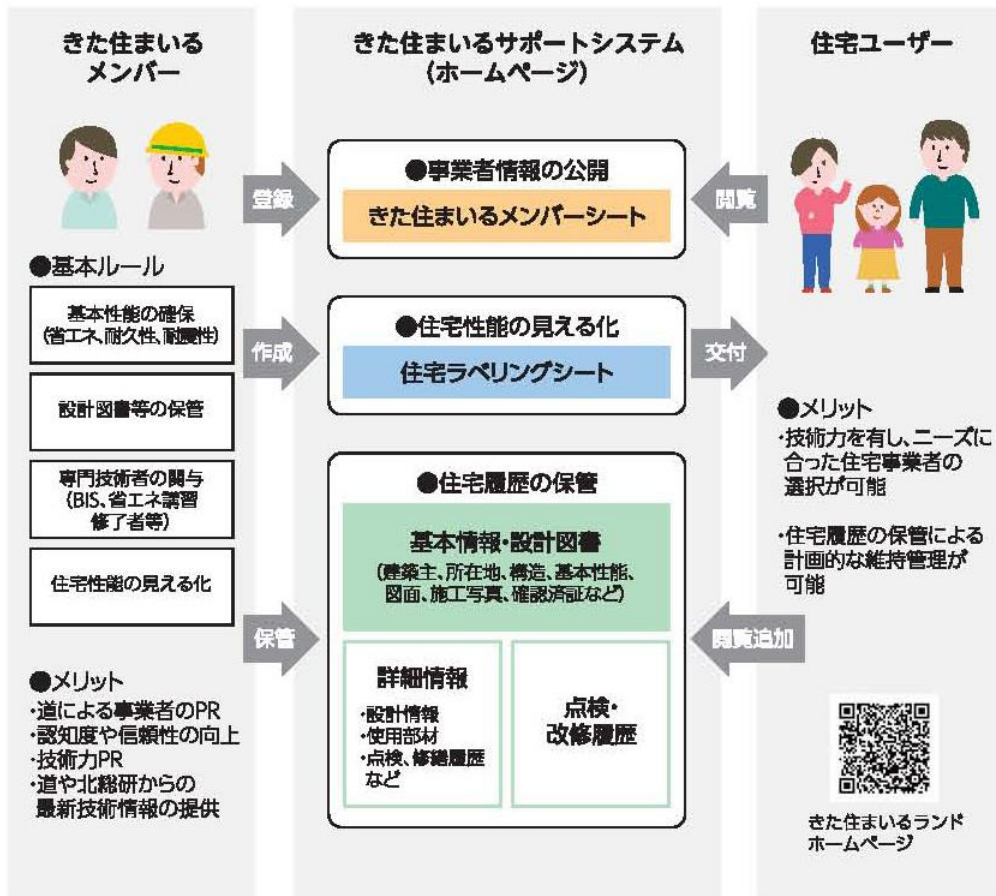 きた住まいる
メンバー
登録
●基本ルール
基本性能の確保
(省エネ、耐久性、耐震性)
作成
設計図書等の保管
専門技術者の関与
(BIS、省エネ講習
修了者等)
住宅性能の見える化
保管
●メリット
・道による事業者のPR
・認知度や信頼性の向上
・技術力PR
・道や北総研からの
最新技術情報の提供
きた住まいるサポートシステム
(ホームページ)
●事業者情報の公開
きた住まいるメンバーシート
●住宅性能の見える化
住宅ラベリングシート
●住宅履歴の保管
基本情報・設計図書
(建築主、所在地、構造、基本性能、
図面、施工写真、確認済証など)
詳細情報
・設計情報
・使用部材
・点検、修繕履歴
など
点検・
改修履歴
住宅ユーザー
閲覧
交付
●メリット
・技術力を有し、ニーズに
合った住宅事業者の
選択が可能
・住宅履歴の保管による
計画的な維持管理が
可能
閲覧追加
きた住まいるランド
ホームページ